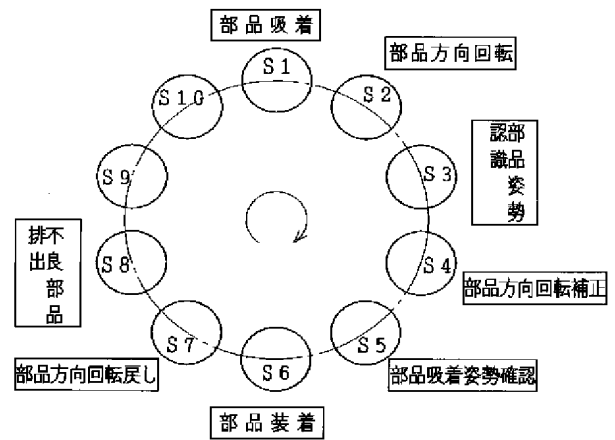 部品吸着
S1
部品方向回転
S2
S10
部品姿勢
認識
S3
S9
不良部品
排出
S8
S4
部品方向回転補正
S7
S5
S6
部品方向回転戻し
部品吸着姿勢確認
部品装着